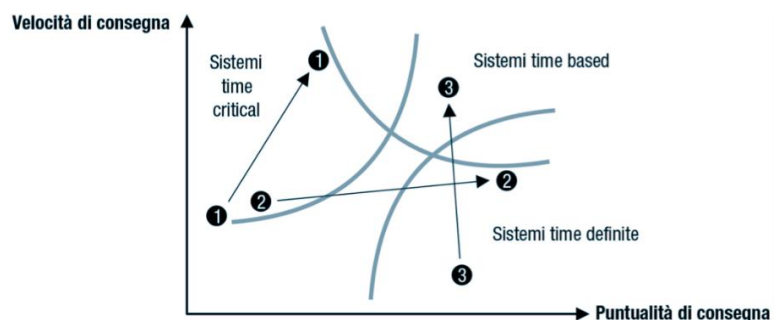 Velocità di consegna
Sistemi
time
critical
1
Sistemi time based
3
1
2
2
Sistemi time definite
3
Puntualità di consegna